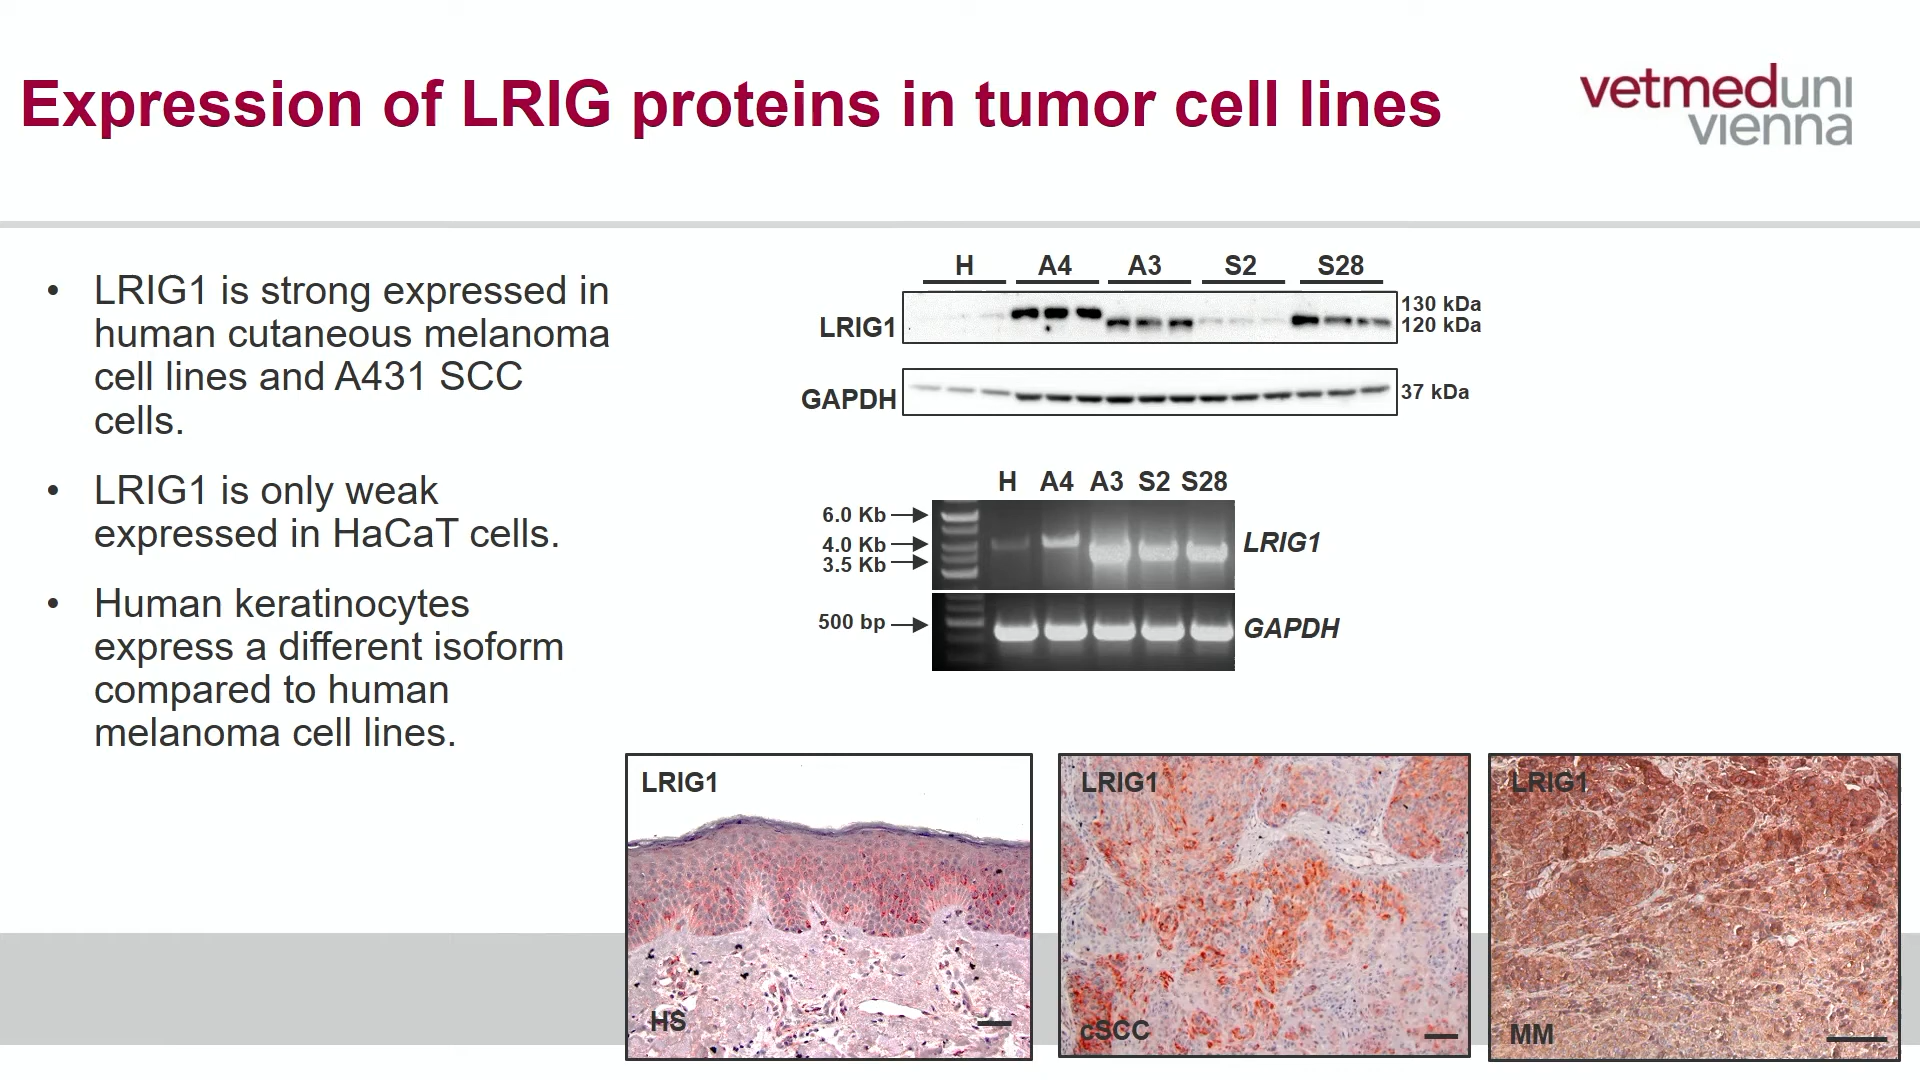 Expression of LRIG proteins in tumor cell lines
vetmeduni
vienna
• LRIG1 is strong expressed in
human cutaneous melanoma
cell lines and A431 SCC
cells.
• LRIG1 is only weak
expressed in HaCaT cells.
• Human keratinocytes
express a different isoform
compared to human
melanoma cell lines.
H A4 A3 S2 S28
LRIG1
130 kDa
120 kDa
GAPDH
37 kDa
H A4 A3 S2 S28
6.0 Kb
4.0 Kb
3.5 Kb
LRIG1
500 bp
GAPDH
LRIG1
HS
LRIG1
cSCC
LRIG1
MM